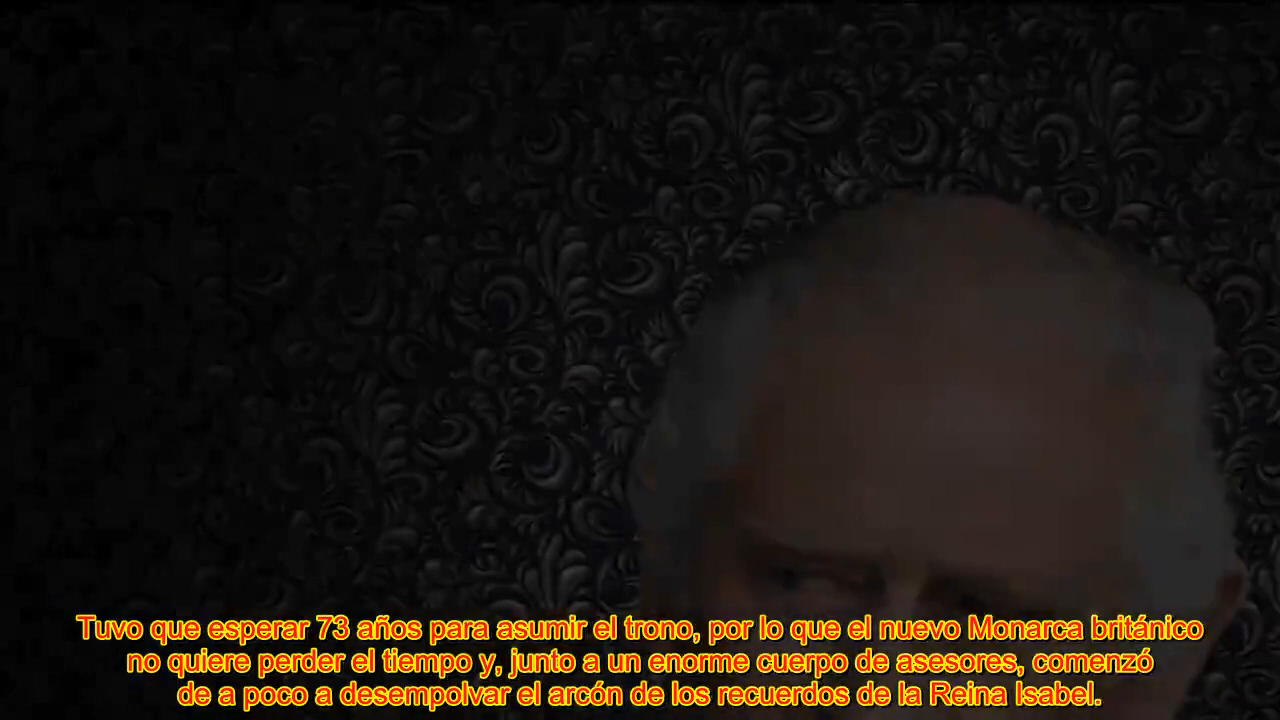 Tuvo que esperar 73 años para asumir el trono, por lo que el nuevo Monarca británico
no quiere perder el tiempo y, junto a un enorme cuerpo de asesores, comenzó
de a poco a desempolvar el arcón de los recuerdos de la Reina Isabel.